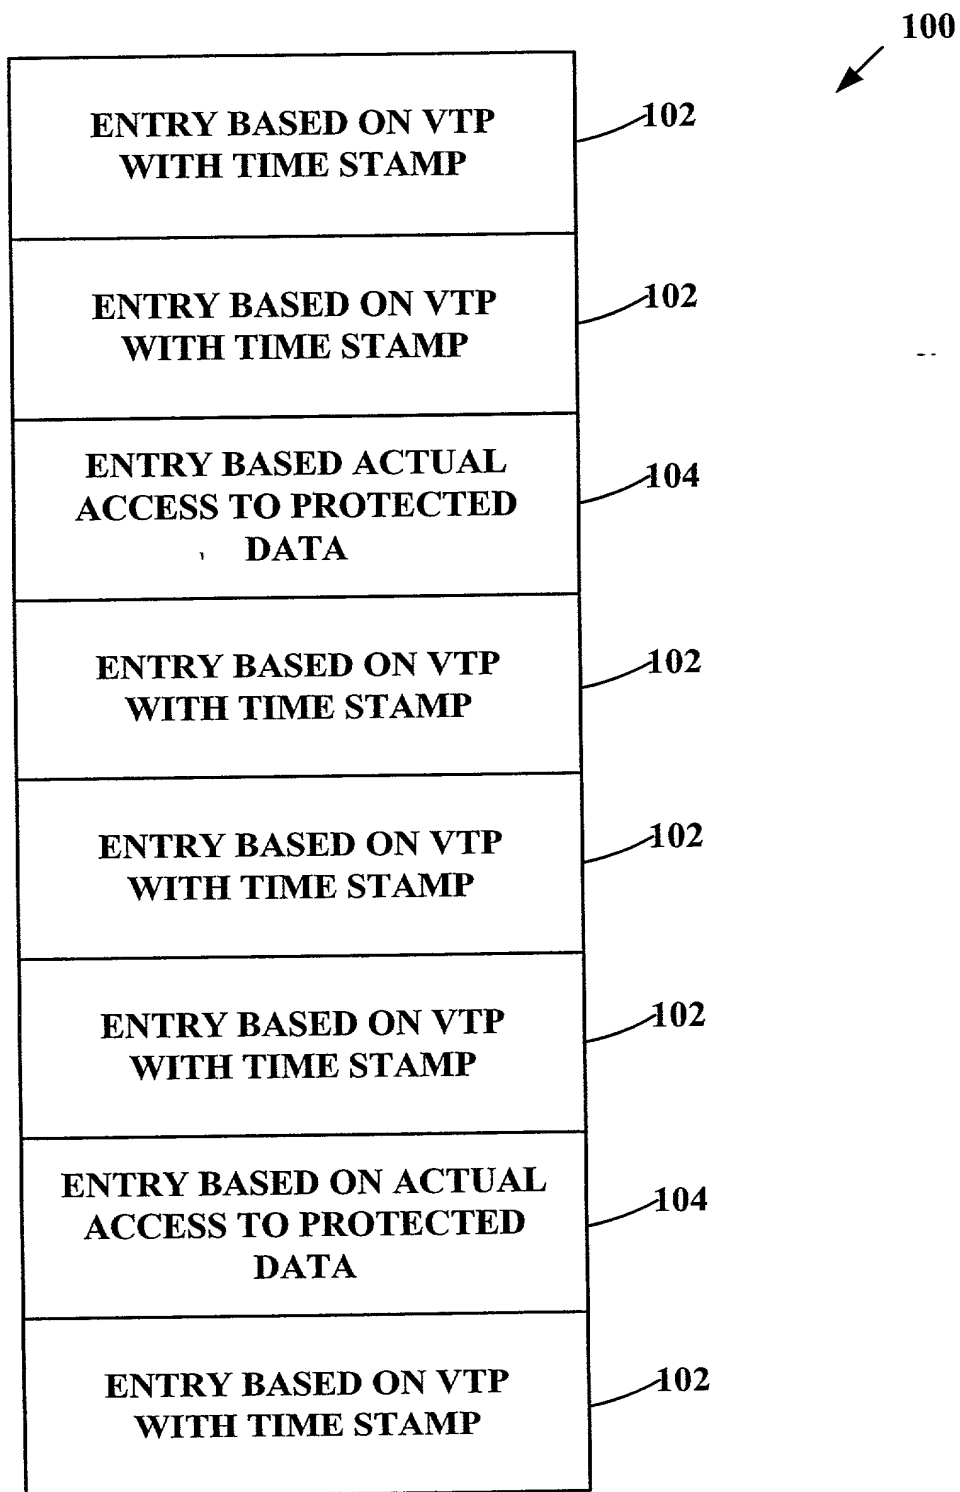 100
ENTRY BASED ON VTP
WITH TIME STAMP
102
ENTRY BASED ON VTP
WITH TIME STAMP
102
ENTRY BASED ACTUAL
ACCESS TO PROTECTED
DATA
104
ENTRY BASED ON VTP
WITH TIME STAMP
102
ENTRY BASED ON VTP
WITH TIME STAMP
102
ENTRY BASED ON VTP
WITH TIME STAMP
102
ENTRY BASED ON ACTUAL
ACCESS TO PROTECTED
DATA
104
ENTRY BASED ON VTP
WITH TIME STAMP
102